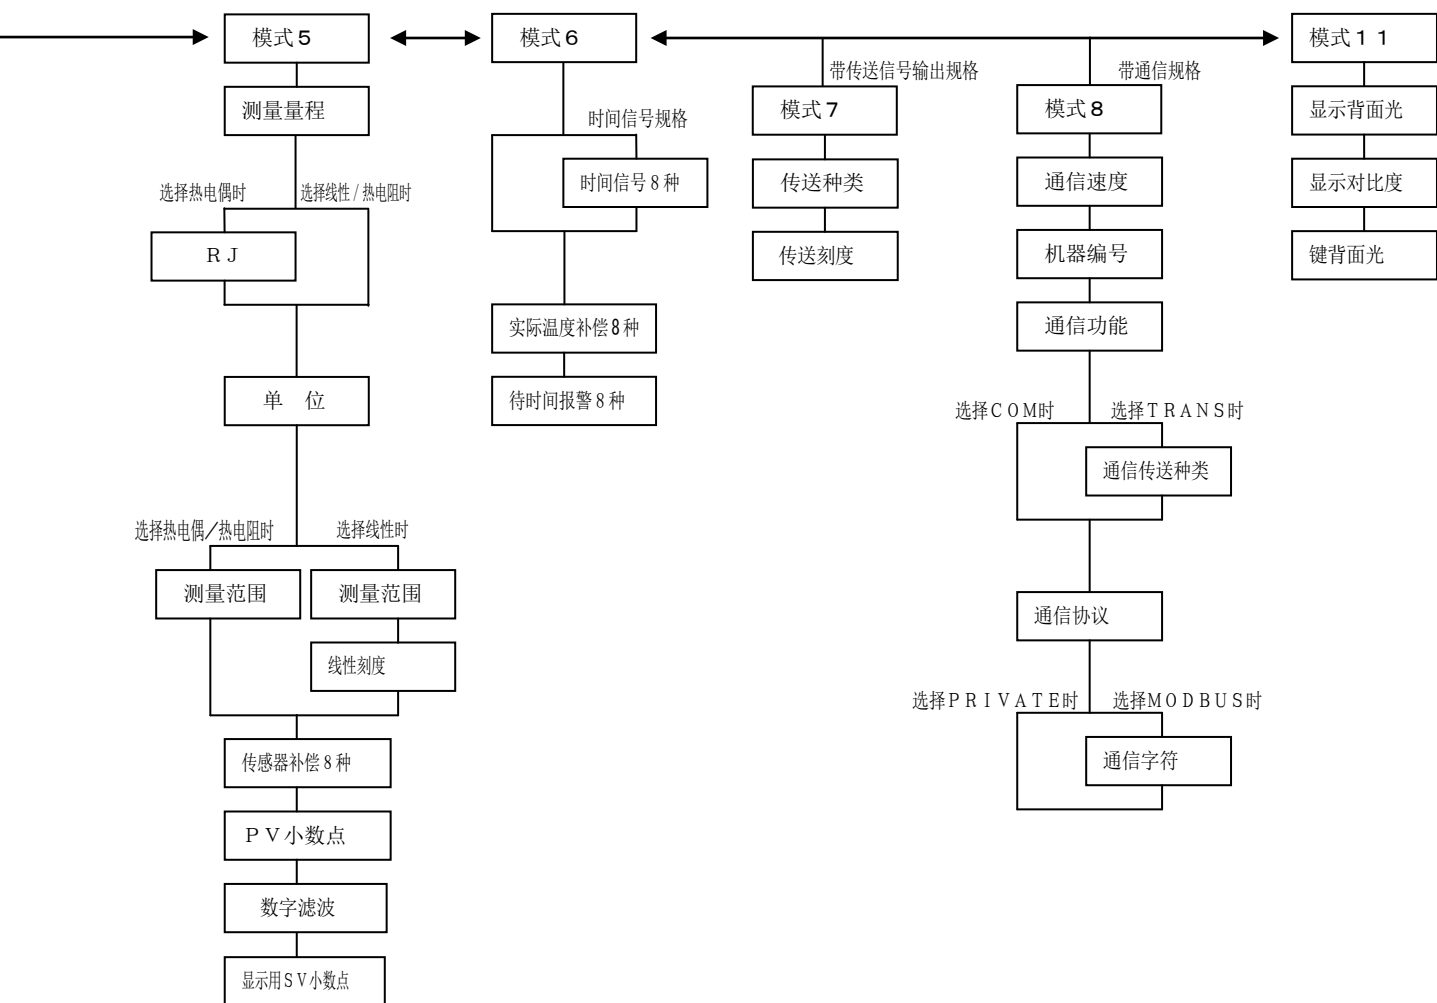 模式５
测量量程
选择热电偶时
选择线性/热电阻时
ＲＪ
单　位
选择热电偶／热电阻时
选择线性时
测量范围
测量范围
线性刻度
传感器补偿８种
ＰＶ小数点
数字滤波
显示用ＳＶ小数点
模式６
时间信号规格
时间信号８种
实际温度补偿８种
待时间报警８种
带传送信号输出规格
模式７
传送种类
传送刻度
带通信规格
模式８
通信速度
机器编号
通信功能
选择ＣＯＭ时
选择ＴＲＡＮＳ时
通信传送种类
通信协议
选择ＰＲＩＶＡＴＥ时
选择ＭＯＤＢＵＳ时
通信字符
模式１１
显示背面光
显示对比度
键背面光